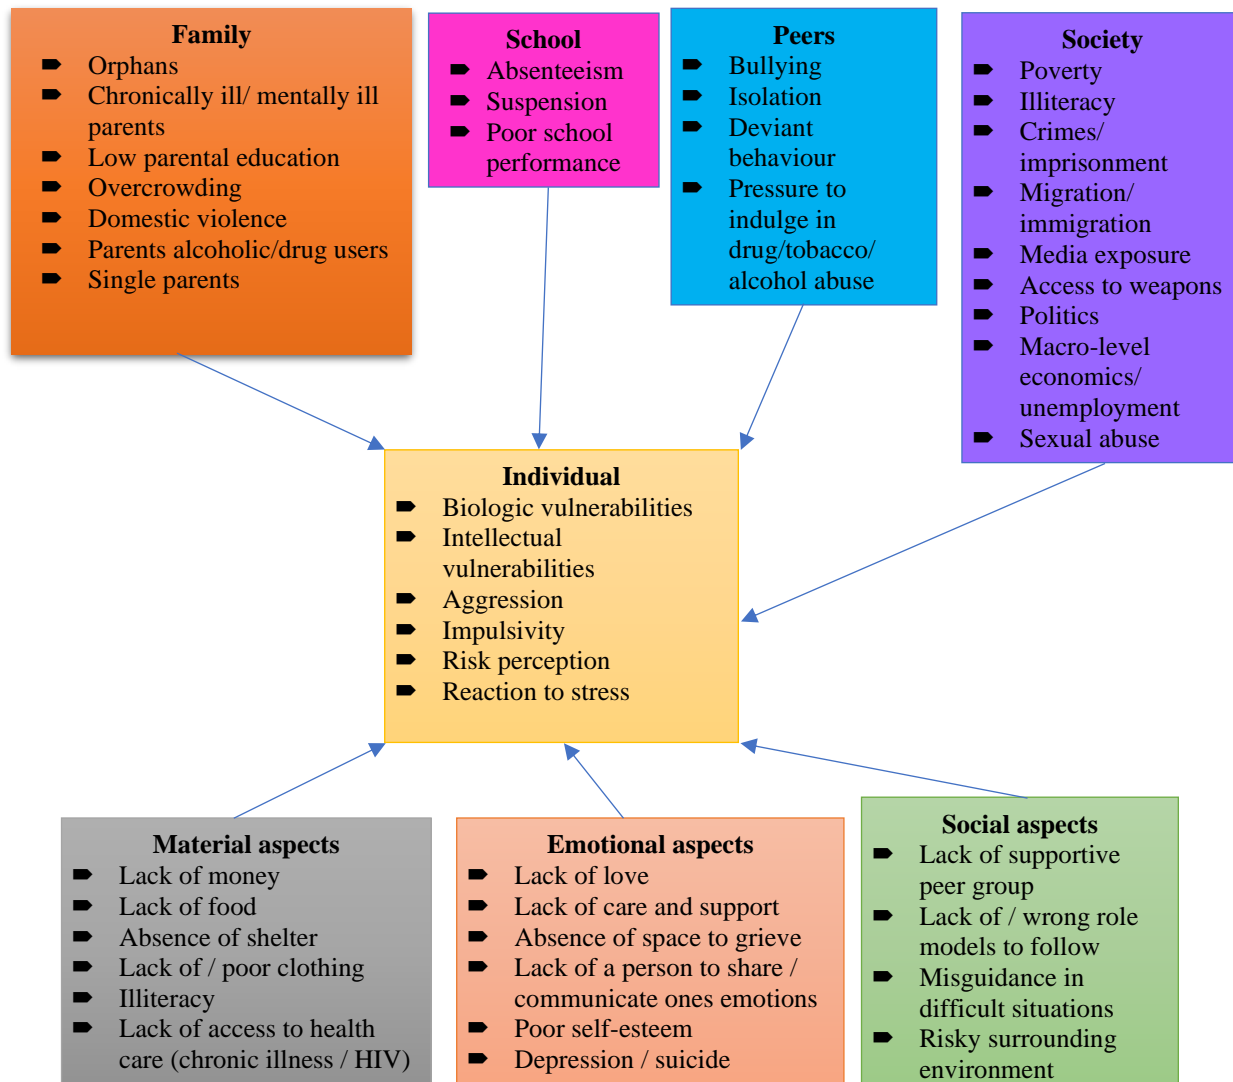 Family
Orphans
Chronically ill/ mentally ill
parents
Low parental education
Overcrowding
Domestic violence
Parents alcoholic/drug users
Single parents
School
Absenteeism
Suspension
Poor school
performance
Peers
Bullying
Isolation
Deviant
behaviour
Pressure to
indulge in
drug/tobacco/
alcohol abuse
Society
Poverty
Illiteracy
Crimes/
imprisonment
Migration/
immigration
Media exposure
Access to weapons
Politics
Macro-level
economics/
unemployment
Sexual abuse
Individual
Biologic vulnerabilities
Intellectual
vulnerabilities
Aggression
Impulsivity
Risk perception
Reaction to stress
Material aspects
Lack of money
Lack of food
Absence of shelter
Lack of / poor clothing
Illiteracy
Lack of access to health
care (chronic illness / HIV)
Emotional aspects
Lack of love
Lack of care and support
Absence of space to grieve
Lack of a person to share /
communicate ones emotions
Poor self-esteem
Depression / suicide
Social aspects
Lack of supportive
peer group
Lack of / wrong role
models to follow
Misguidance in
difficult situations
Risky surrounding
environment